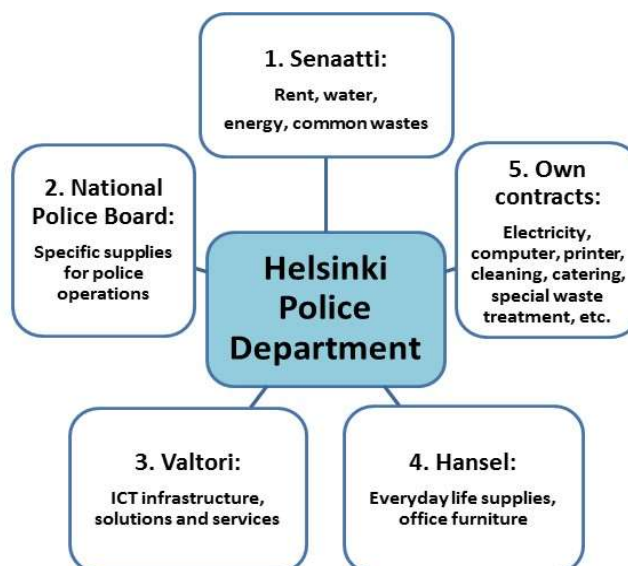 1. Senaatti:
Rent, water,
energy, common wastes
2. National
Police Board:
Specific supplies
for police
operations
5. Own
contracts:
Electricity,
computer, printer,
cleaning, catering,
special waste
treatment, etc.
Helsinki
Police
Department
3. Valtori:
ICT infrastructure,
solutions and services
4. Hansel:
Everyday life supplies,
office furniture